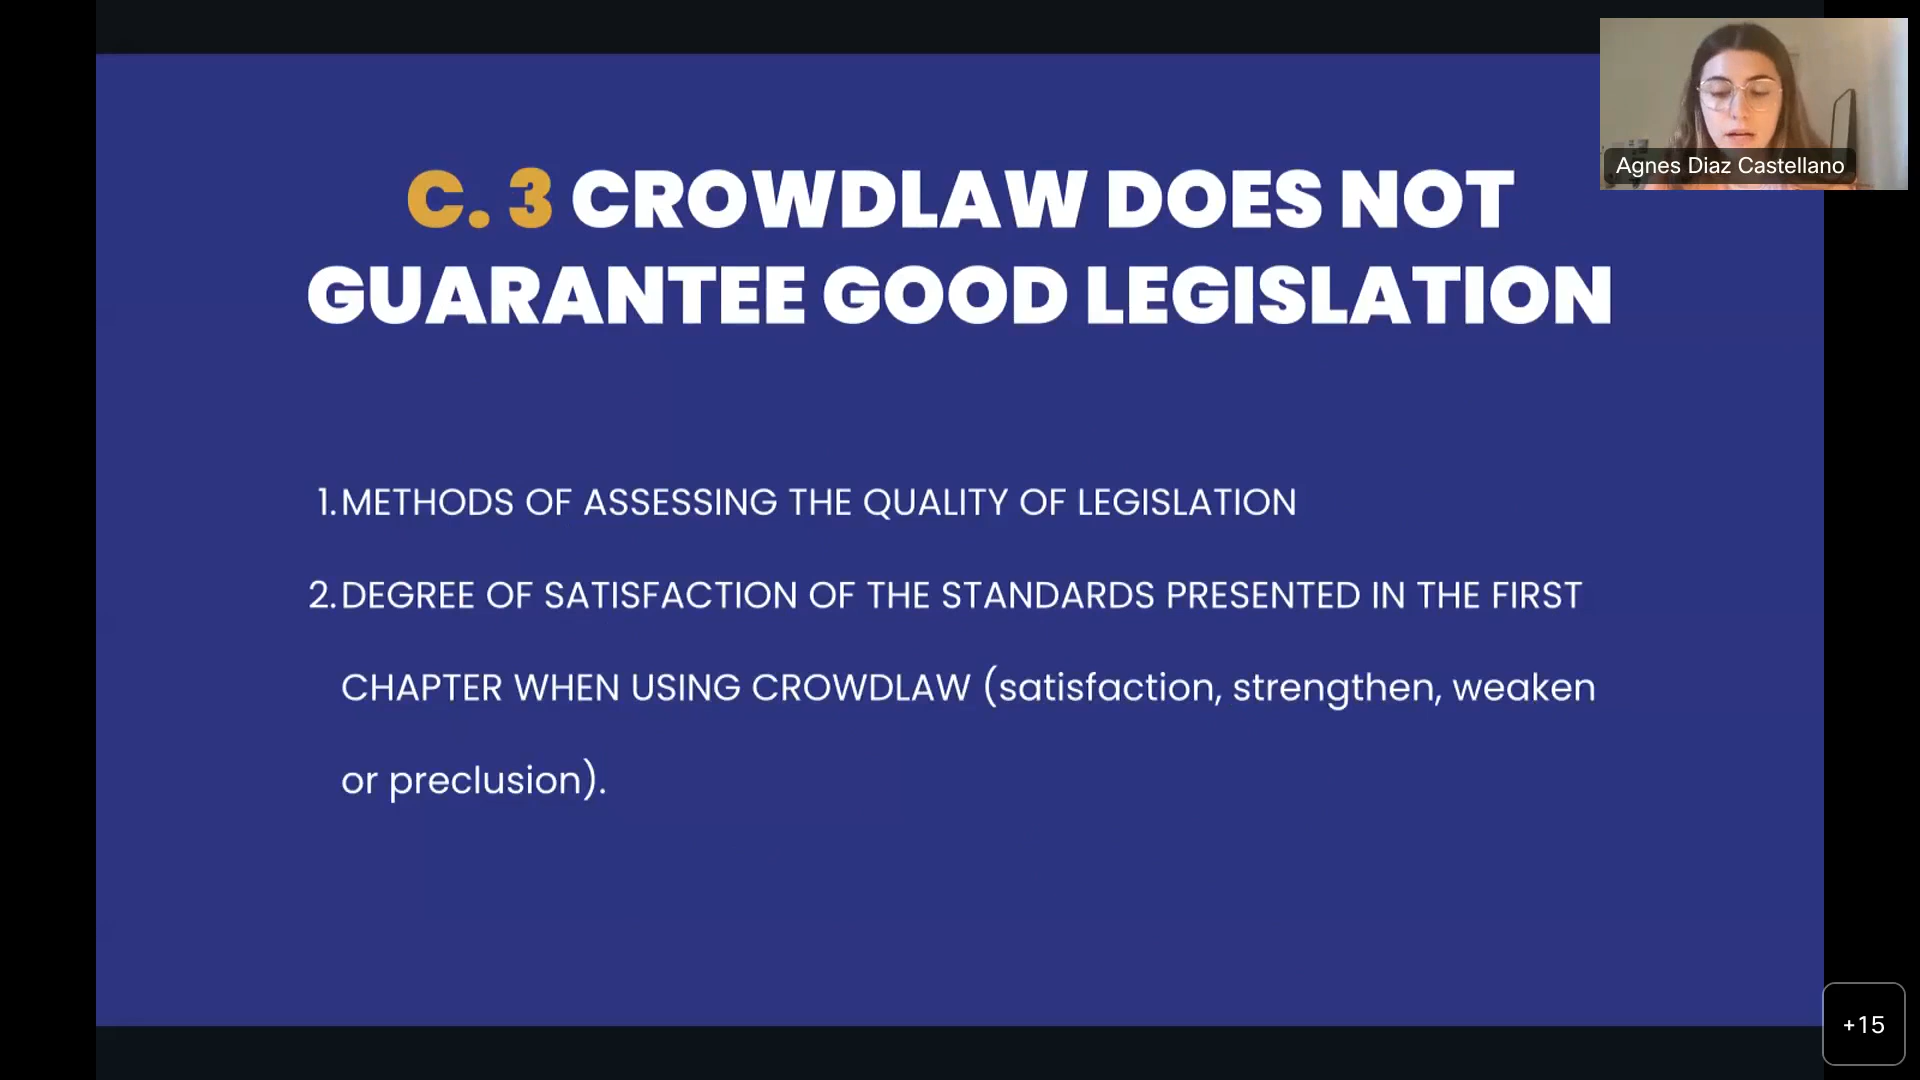 Agnes Diaz Castellano
C. 3 CROWDLAW DOES NOT
GUARANTEE GOOD LEGISLATION
1. METHODS OF ASSESSING THE QUALITY OF LEGISLATION
2. DEGREE OF SATISFACTION OF THE STANDARDS PRESENTED IN THE FIRST
CHAPTER WHEN USING CROWDLAW (satisfaction, strengthen, weaken
or preclusion).
+15